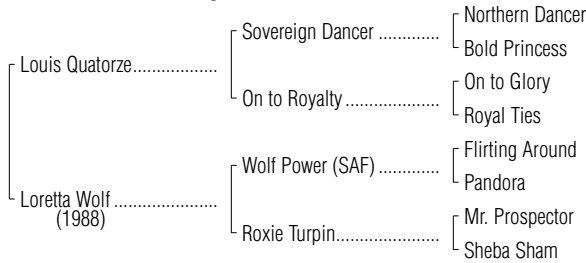 Northern Dancer
Sovereign Dancer .............
Bold Princess
Louis Quatorze..................
On to Glory
On to Royalty ....................
Royal Ties
Flirting Around
Wolf Power (SAF) .............
Pandora
Loretta Wolf ......................
(1988)
Mr. Prospector
Roxie Turpin......................
Sheba Sham